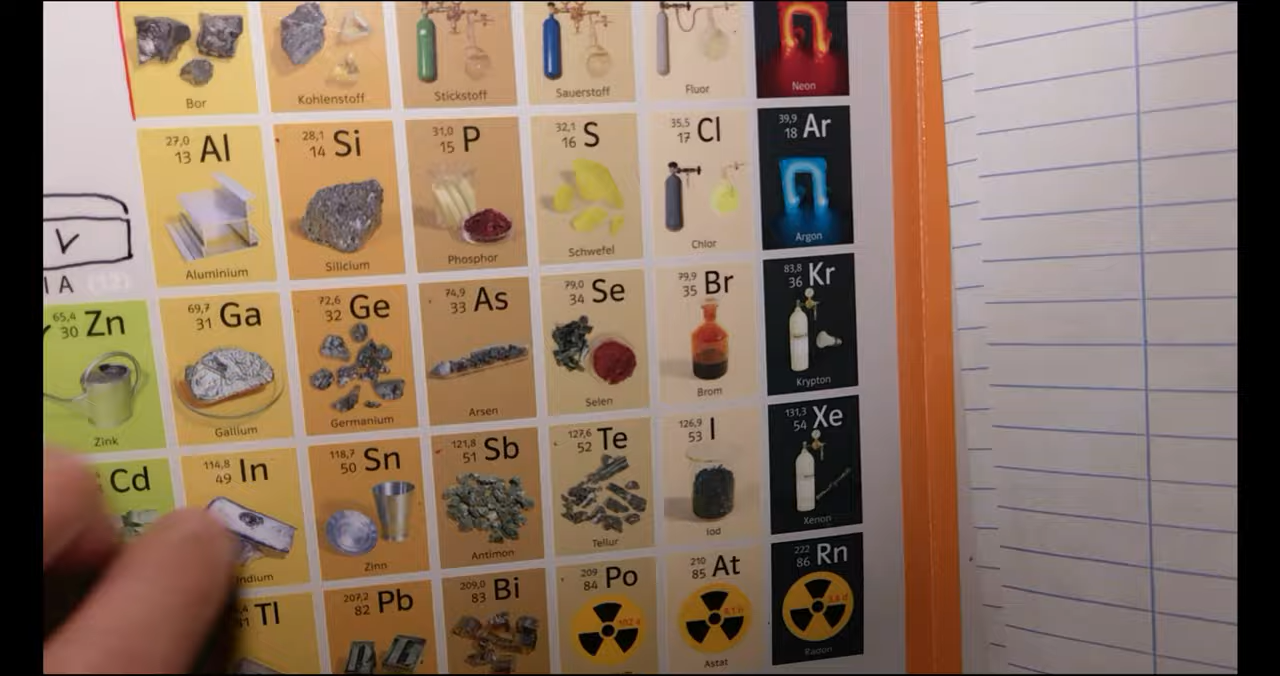 Bor Kohlenstoff Stickstoff Sauerstoff Fluor Neon
27,0 13 Al
Aluminium
28,1 14 Si
Silicium
31,0 15 P
Phosphor
32,1 16 S
Schwefel
35,5 17 Cl
Chlor
39,9 18 Ar
Argon
I A
65,4 30 Zn
Zink
69,7 31 Ga
Gallium
72,6 32 Ge
Germanium
74,9 33 As
Arsen
79,0 34 Se
Selen
79,9 35 Br
Brom
83,8 36 Kr
Krypton
Cd
114,8 49 In
Indium
118,7 50 Sn
Zinn
121,8 51 Sb
Antimon
127,6 52 Te
Tellur
126,9 53 I
Iod
131,3 54 Xe
Xenon
Tl
207,2 82 Pb
209,0 83 Bi
209 84 Po
210 85 At
Astat
222 86 Rn
Radon